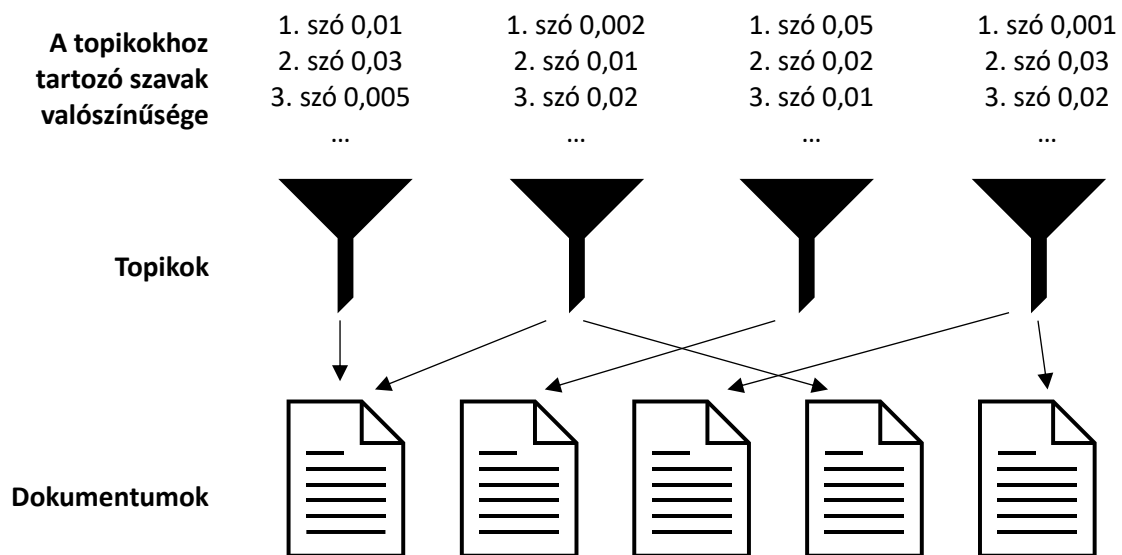 A topikokhoz
tartozó szavak
valószínűsége
1. szó 0,01
2. szó 0,03
3. szó 0,005
...
1. szó 0,002
2. szó 0,01
3. szó 0,02
...
1. szó 0,05
2. szó 0,02
3. szó 0,01
...
1. szó 0,001
2. szó 0,03
3. szó 0,02
...
Topikok
Dokumentumok